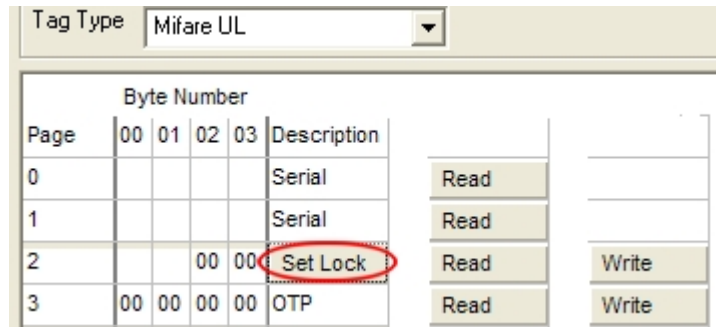 Tag Type Mifare UL
Byte Number
Page 00 01 02 03 Description
0 Serial Read
1 Serial Read
2 00 00 Set Lock Read Write
3 00 00 00 00 OTP Read Write